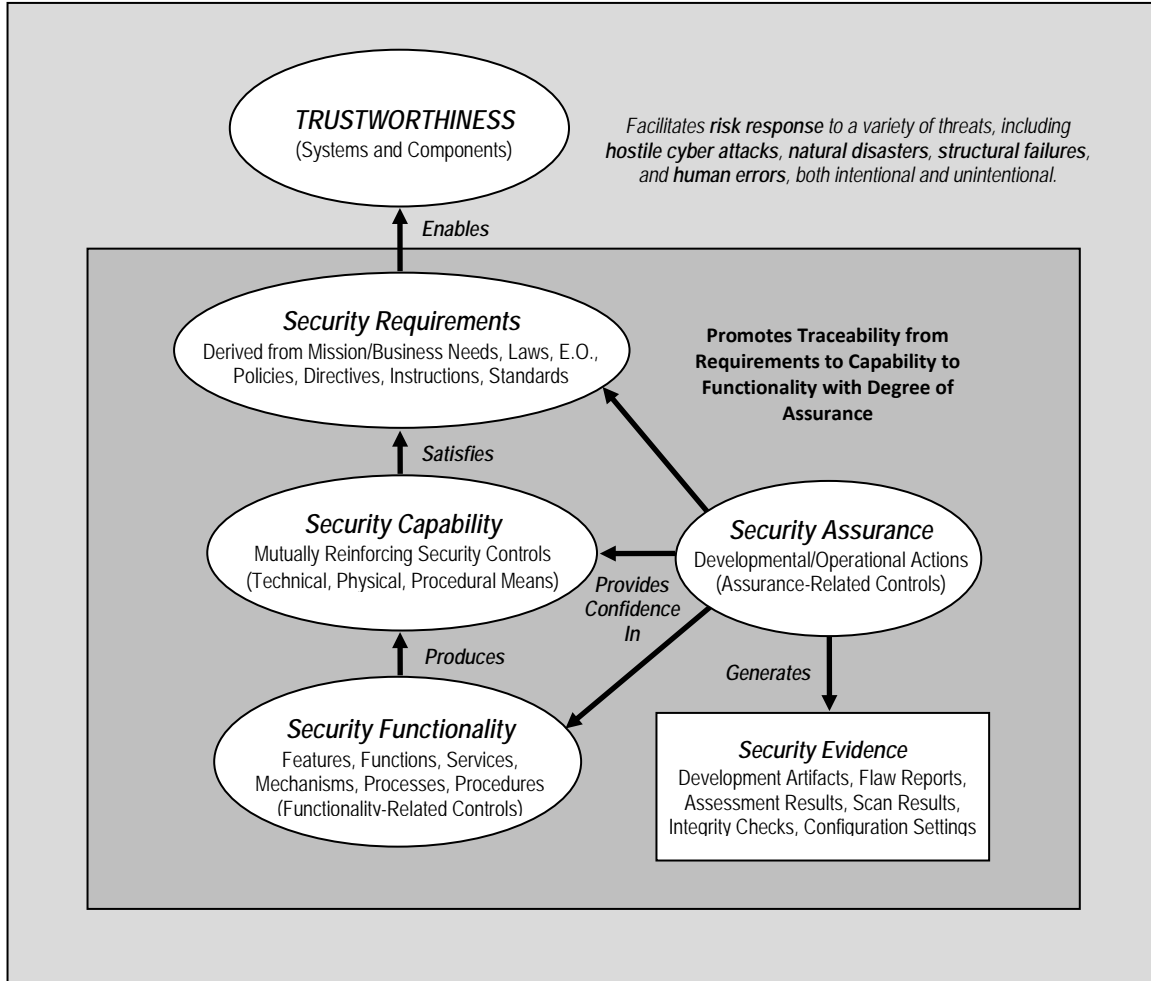 TRUSTWORTHINESS
(Systems and Components)
Facilitates risk response to a variety of threats, including
hostile cyber attacks, natural disasters, structural failures,
and human errors, both intentional and unintentional.
Enables
Security Requirements
Derived from Mission/Business Needs, Laws, E.O.,
Policies, Directives, Instructions, Standards
Promotes Traceability from
Requirements to Capability to
Functionality with Degree of
Assurance
Satisfies
Security Capability
Mutually Reinforcing Security Controls
(Technical, Physical, Procedural Means)
Security Assurance
Developmental/Operational Actions
(Assurance-Related Controls)
Provides
Confidence
In
Produces
Generates
Security Functionality
Features, Functions, Services,
Mechanisms, Processes, Procedures
(Functionality-Related Controls)
Security Evidence
Development Artifacts, Flaw Reports,
Assessment Results, Scan Results,
Integrity Checks, Configuration Settings